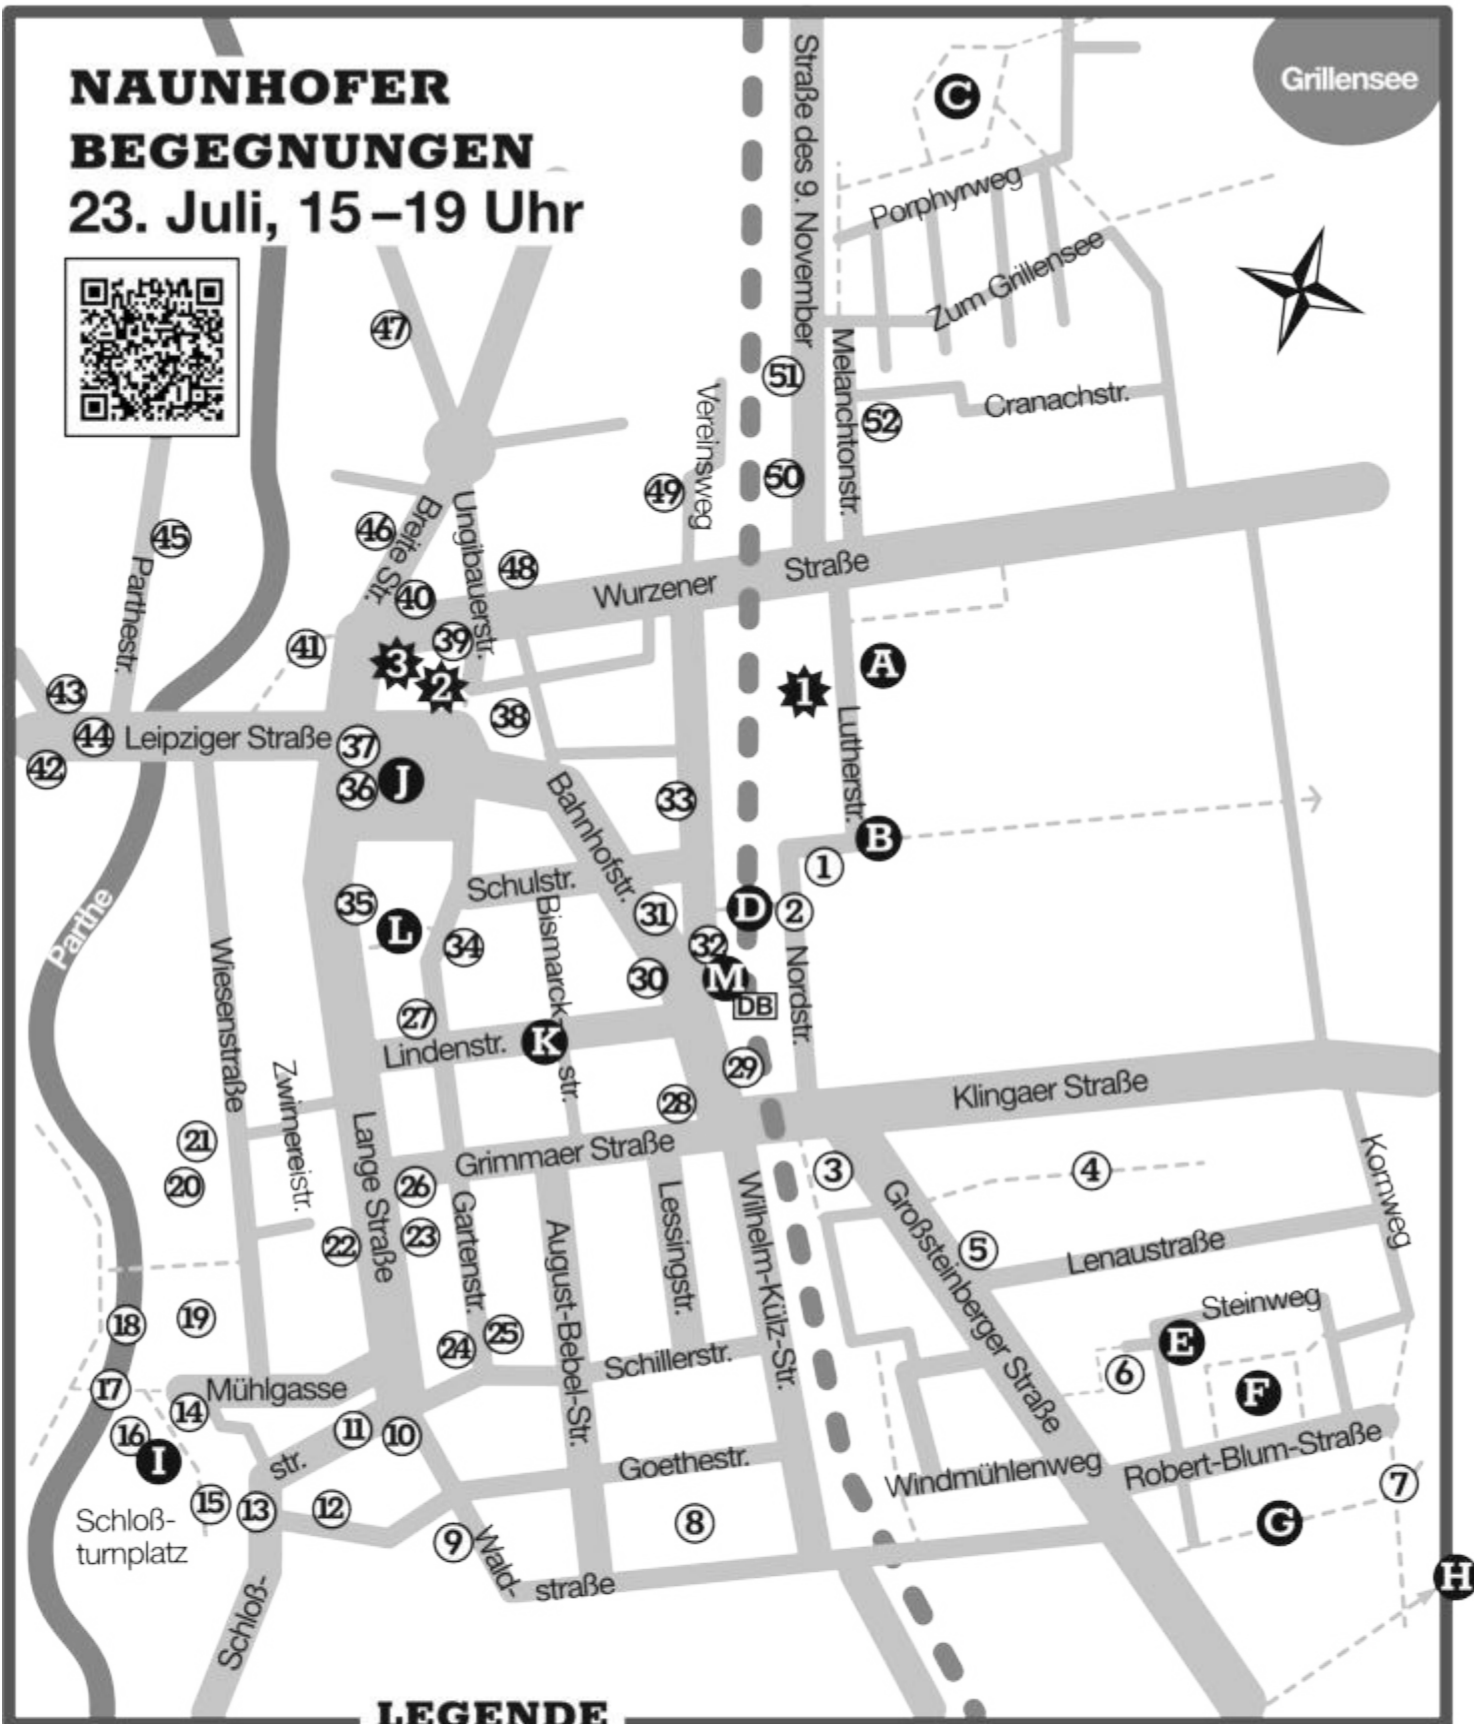 NAUNHOFER
BEGEGNUNGEN
23. Juli, 15–19 Uhr
Grillensee
C
Straße des 9. November
Porphyrweg
Zum Grillensee
47
51
Melanchtonstr.
Cranachstr.
52
Vereinsweg
50
49
45
46
Breite Str.
Ungibauerstr.
48
Wurzener Straße
40
Parthestr.
41
39
3
2
1
A
43
38
44
Leipziger Straße
37
42
36
J
Lutherstr.
33
Bahnhofstr.
B
1
Schulstr.
35
L
31
D
2
Parthe
34
32
Bismarck-
str.
30
M
DB
Nordstr.
Wiesenstraße
27
Lindenstr.
K
29
Zwirnereistr.
28
Klingaer Straße
21
Lange Straße
Grimmaer Straße
20
26
3
4
Kornweg
22
23
Gartenstr.
Lessingstr.
Wilhelm-Külz-Str.
Großsteinberger Straße
5
Lenaustraße
August-Bebel-Str.
Steinweg
18
19
24
25
E
Schillerstr.
6
17
Mühlgasse
F
14
16
11
10
I
str.
Goethestr.
Windmühlenweg
Robert-Blum-Straße
7
15
13
12
Schloß-
turnplatz
9
8
G
Wald-
straße
H
Schloß-
LEGENDE